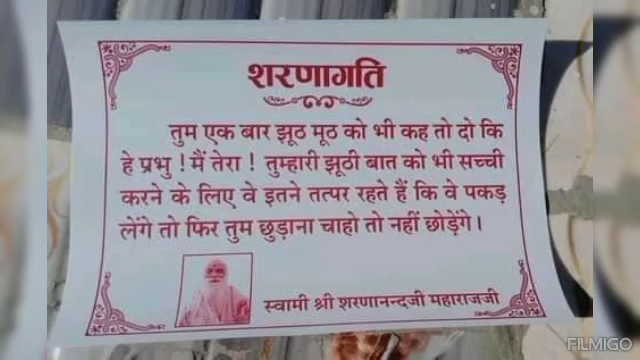 शरणागति
तुम एक बार झूठ मूठ को भी कह तो दो कि
हे प्रभु ! मैं तेरा ! तुम्हारी झूठी बात को भी सच्ची
करने के लिए वे इतने तत्पर रहते हैं कि वे पकड़
लेंगे तो फिर तुम छुड़ाना चाहो तो नहीं छोड़ेंगे।
स्वामी श्री शरणानन्दजी महाराजजी
FILMIGO